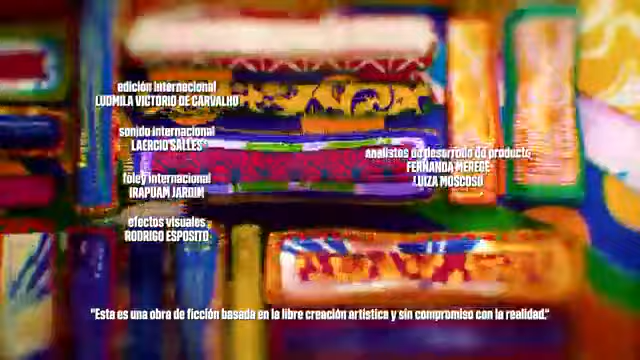 edición internacional
LUDMILA VICTORIO DE CARVALHO
sonido internacional
LAERCIO SALLES
foley internacional
IRAPUAM JARDIM
efectos visuales
RODRIGO ESPOSITO
analistas de desarrollo de producto
FERNANDA MEREGE
LUIZA MOSCOSO
"Esta es una obra de ficción basada en la libre creación artística y sin compromiso con la realidad."